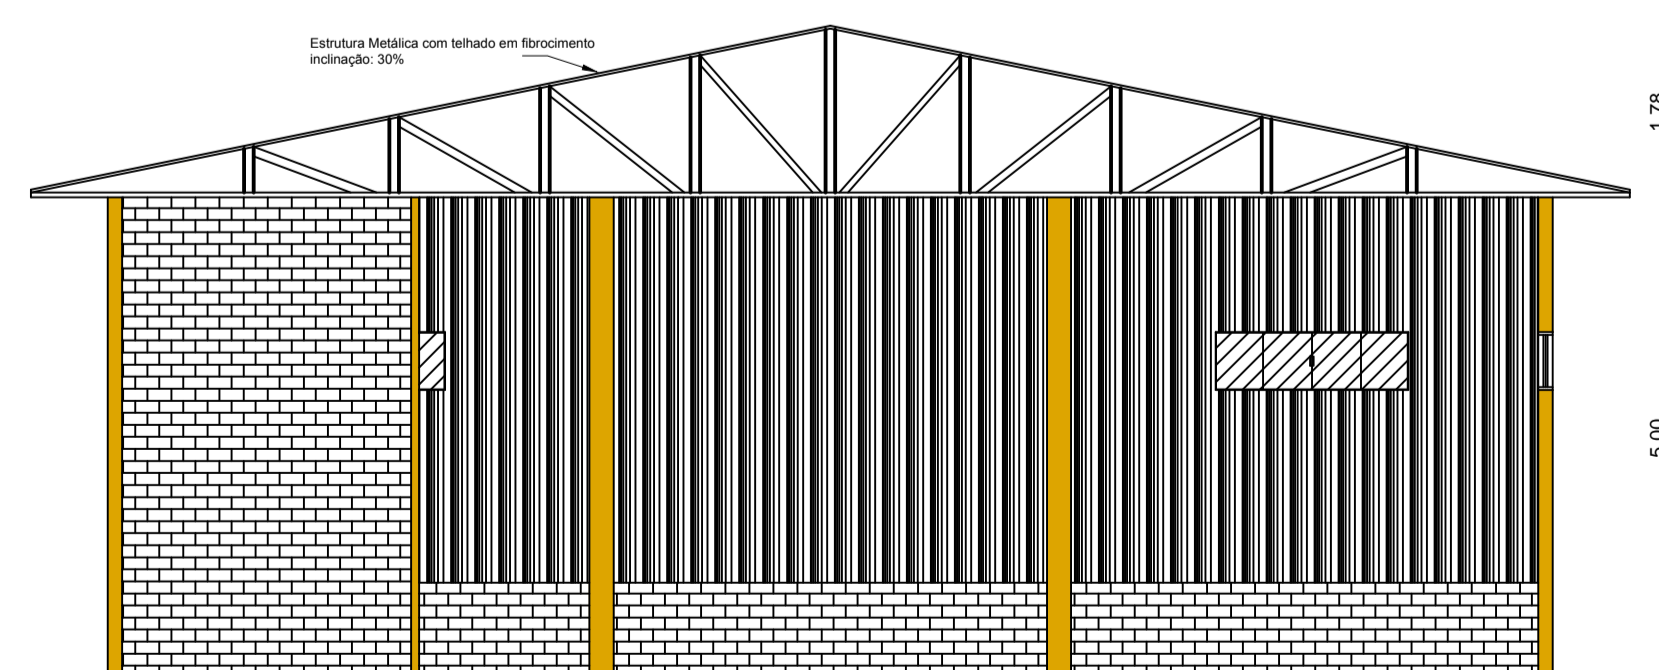 Estrutura Metálica com telhado em fibrocimento
inclinação: 30%
1,78
5,00